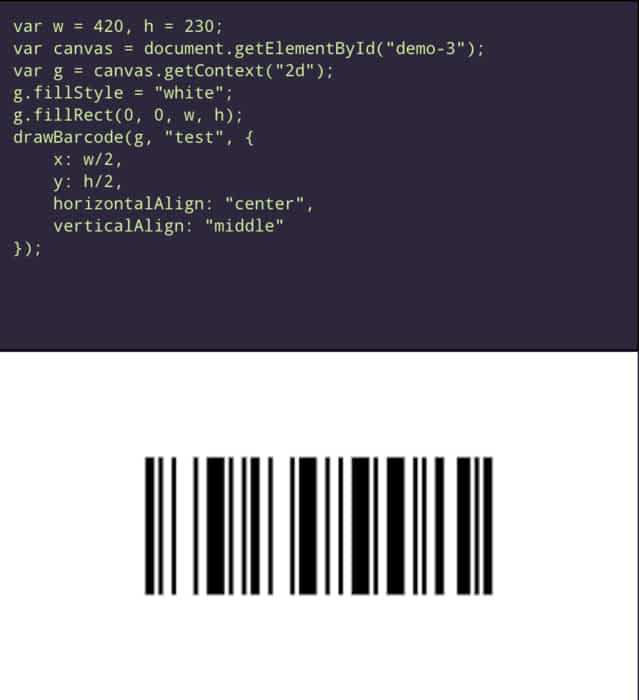 var w = 420, h = 230;
var canvas = document.getElementById("demo-3");
var g = canvas.getContext("2d");
g.fillStyle = "white";
g.fillRect(0, 0, w, h);
drawBarcode(g, "test", {
    x: w/2,
    y: h/2,
    horizontalAlign: "center",
    verticalAlign: "middle"
});